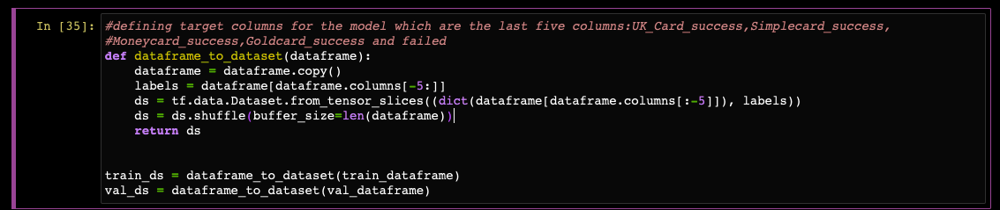 In [35]: #defining target columns for the model which are the last five columns:UK_Card_success,Simplecard_success,
#Moneycard_success,Goldcard_success and failed
def dataframe_to_dataset(dataframe):
    dataframe = dataframe.copy()
    labels = dataframe[dataframe.columns[-5:]]
    ds = tf.data.Dataset.from_tensor_slices((dict(dataframe[dataframe.columns[:-5]]), labels))
    ds = ds.shuffle(buffer_size=len(dataframe))
    return ds
train_ds = dataframe_to_dataset(train_dataframe)
val_ds = dataframe_to_dataset(val_dataframe)